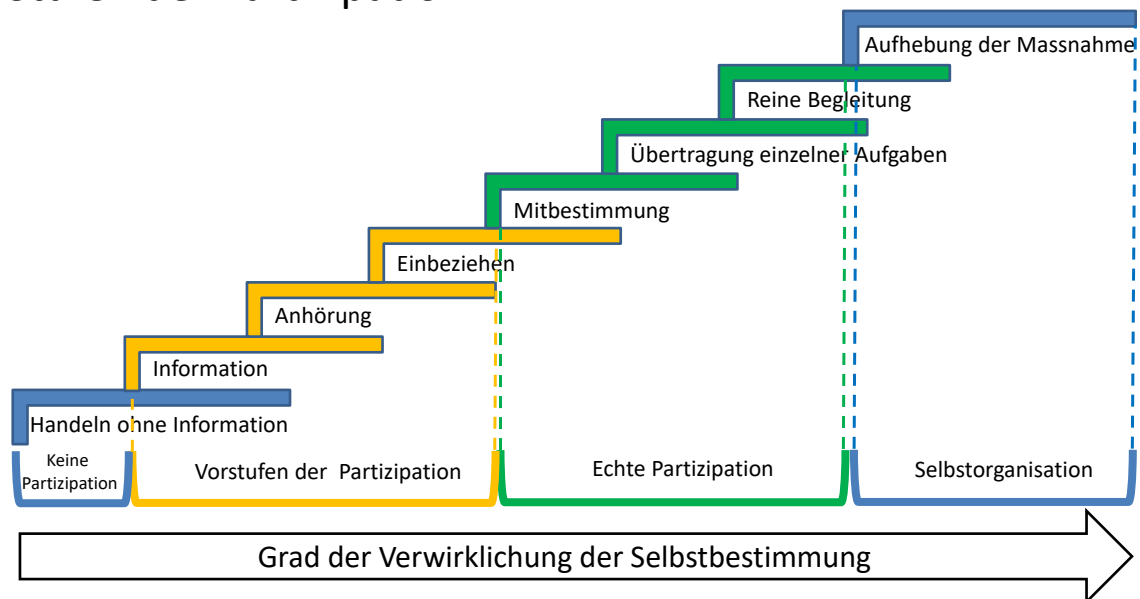 Aufhebung der Massnahme
Reine Begleitung
Übertragung einzelner Aufgaben
Mitbestimmung
Einbeziehen
Anhörung
Information
Handeln ohne Information
Keine
Partizipation
Vorstufen der Partizipation
Echte Partizipation
Selbstorganisation
Grad der Verwirklichung der Selbstbestimmung